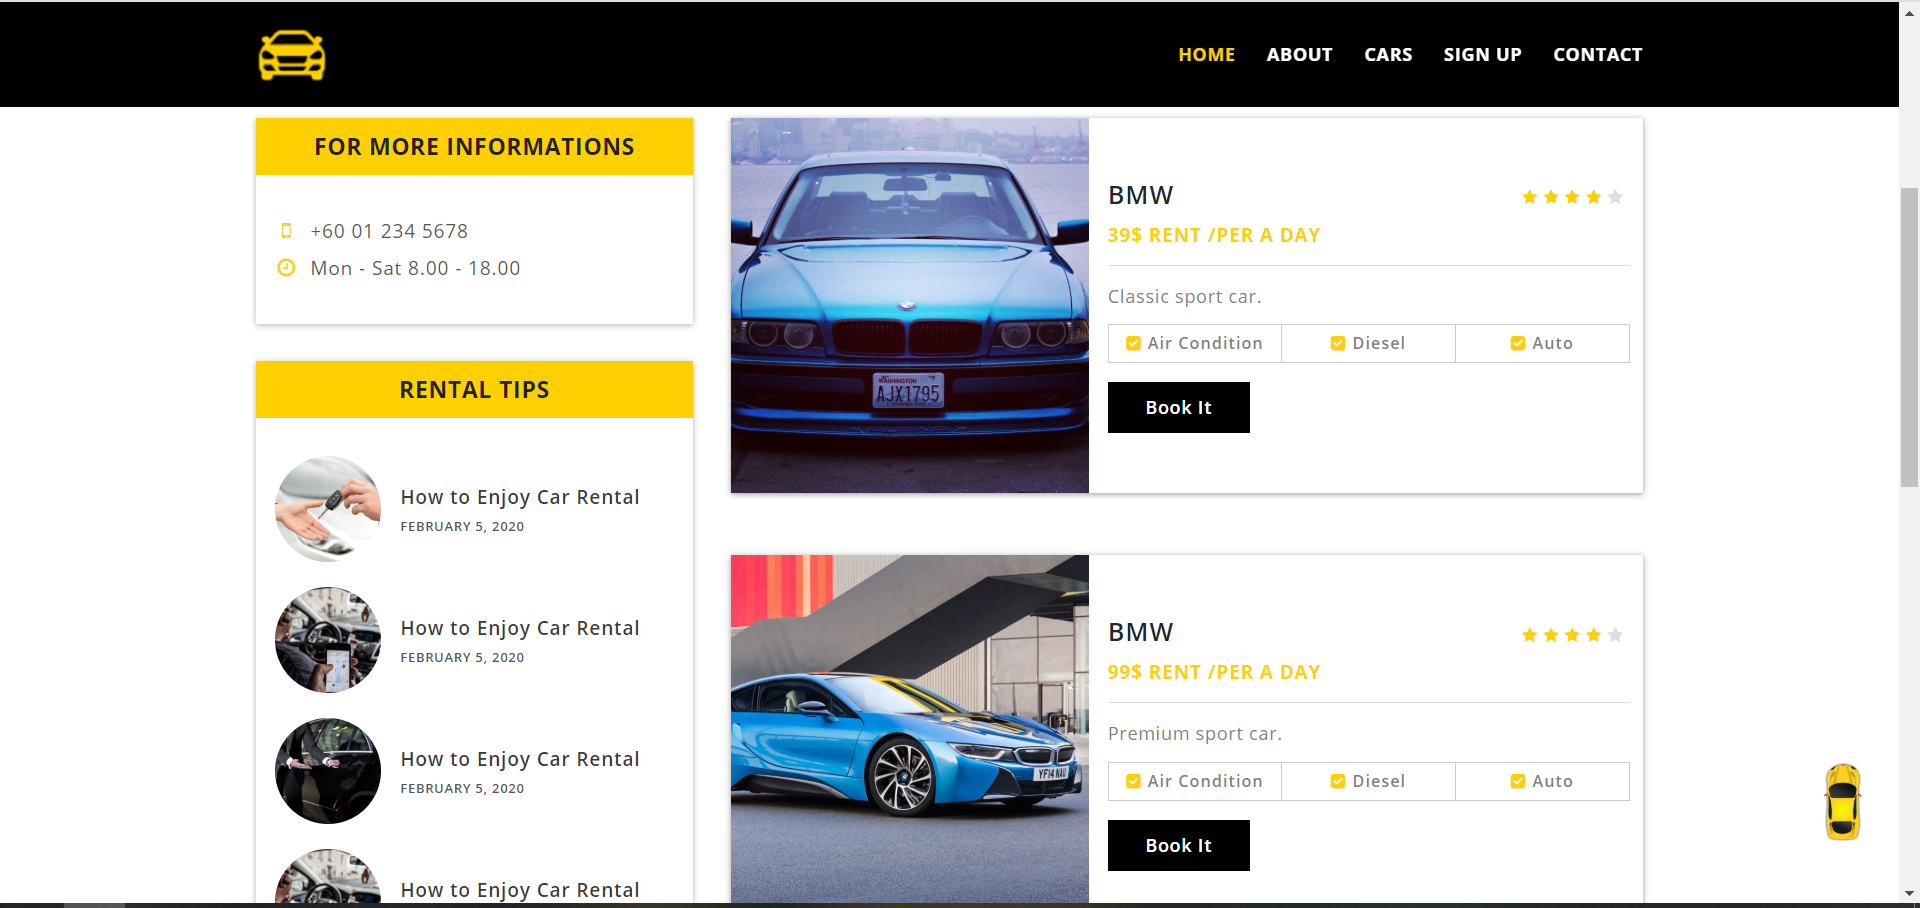 HOME ABOUT CARS SIGN UP CONTACT
FOR MORE INFORMATIONS
+60 01 234 5678
Mon - Sat 8.00 - 18.00
RENTAL TIPS
How to Enjoy Car Rental
FEBRUARY 5, 2020
How to Enjoy Car Rental
FEBRUARY 5, 2020
How to Enjoy Car Rental
FEBRUARY 5, 2020
How to Enjoy Car Rental
WASHINGTON
AJX1795
BMW
39$ RENT /PER A DAY
Classic sport car.
Air Condition Diesel Auto
Book It
YF14 NAU
BMW
99$ RENT /PER A DAY
Premium sport car.
Air Condition Diesel Auto
Book It